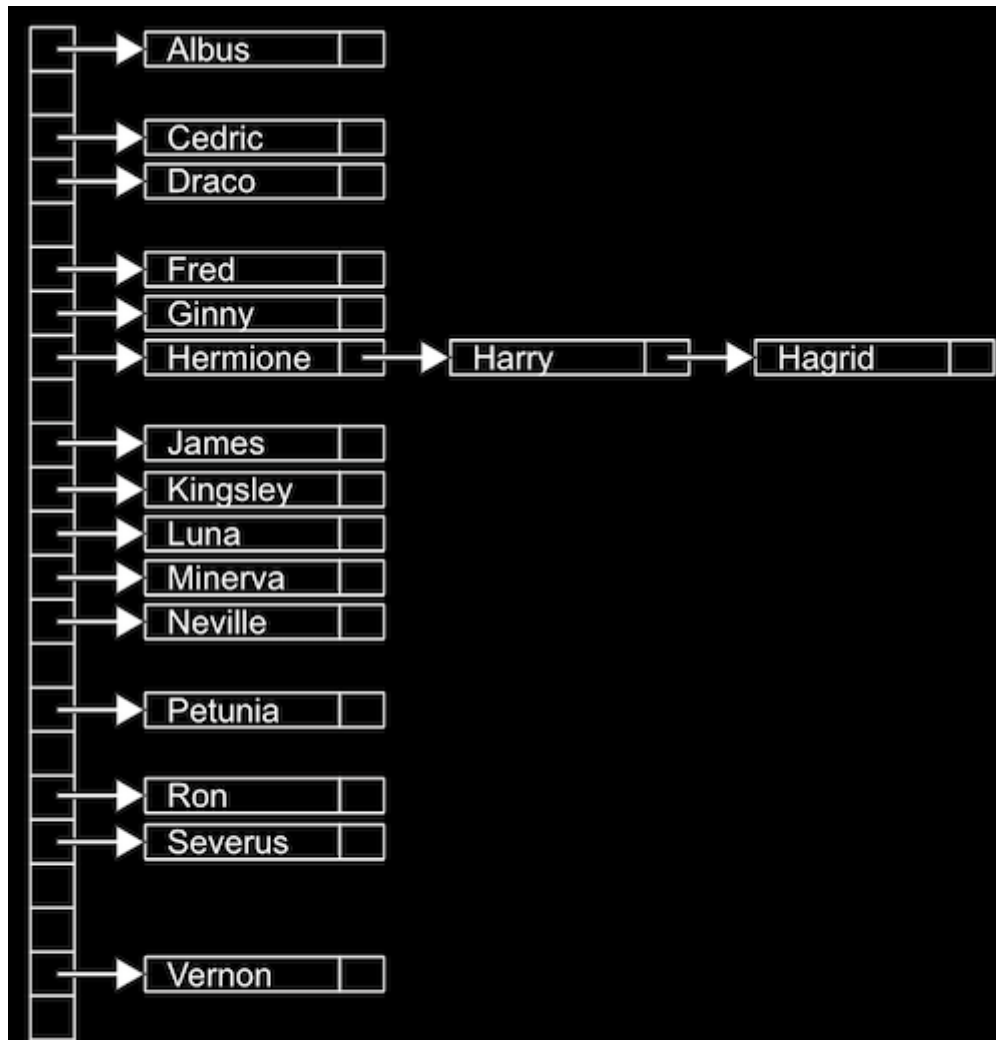 Albus
Cedric
Draco
Fred
Ginny
Hermione Harry Hagrid
James
Kingsley
Luna
Minerva
Neville
Petunia
Ron
Severus
Vernon